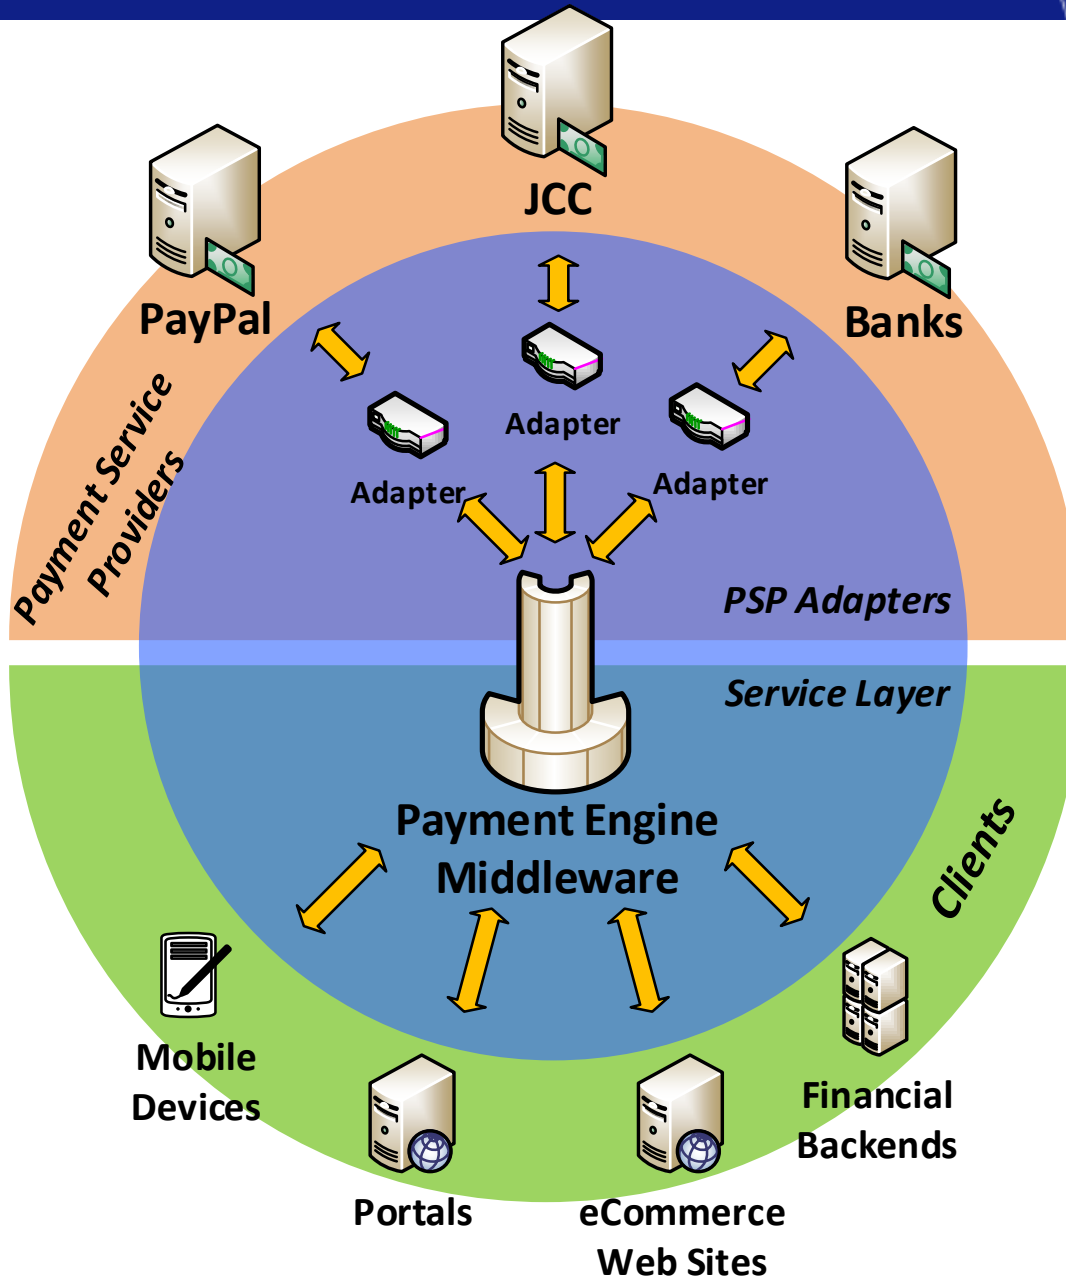 JCC
PayPal
Banks
Payment Service
Providers
Adapter
Adapter
Adapter
PSP Adapters
Service Layer
Payment Engine
Middleware
Clients
Mobile
Devices
Portals
eCommerce
Web Sites
Financial
Backends